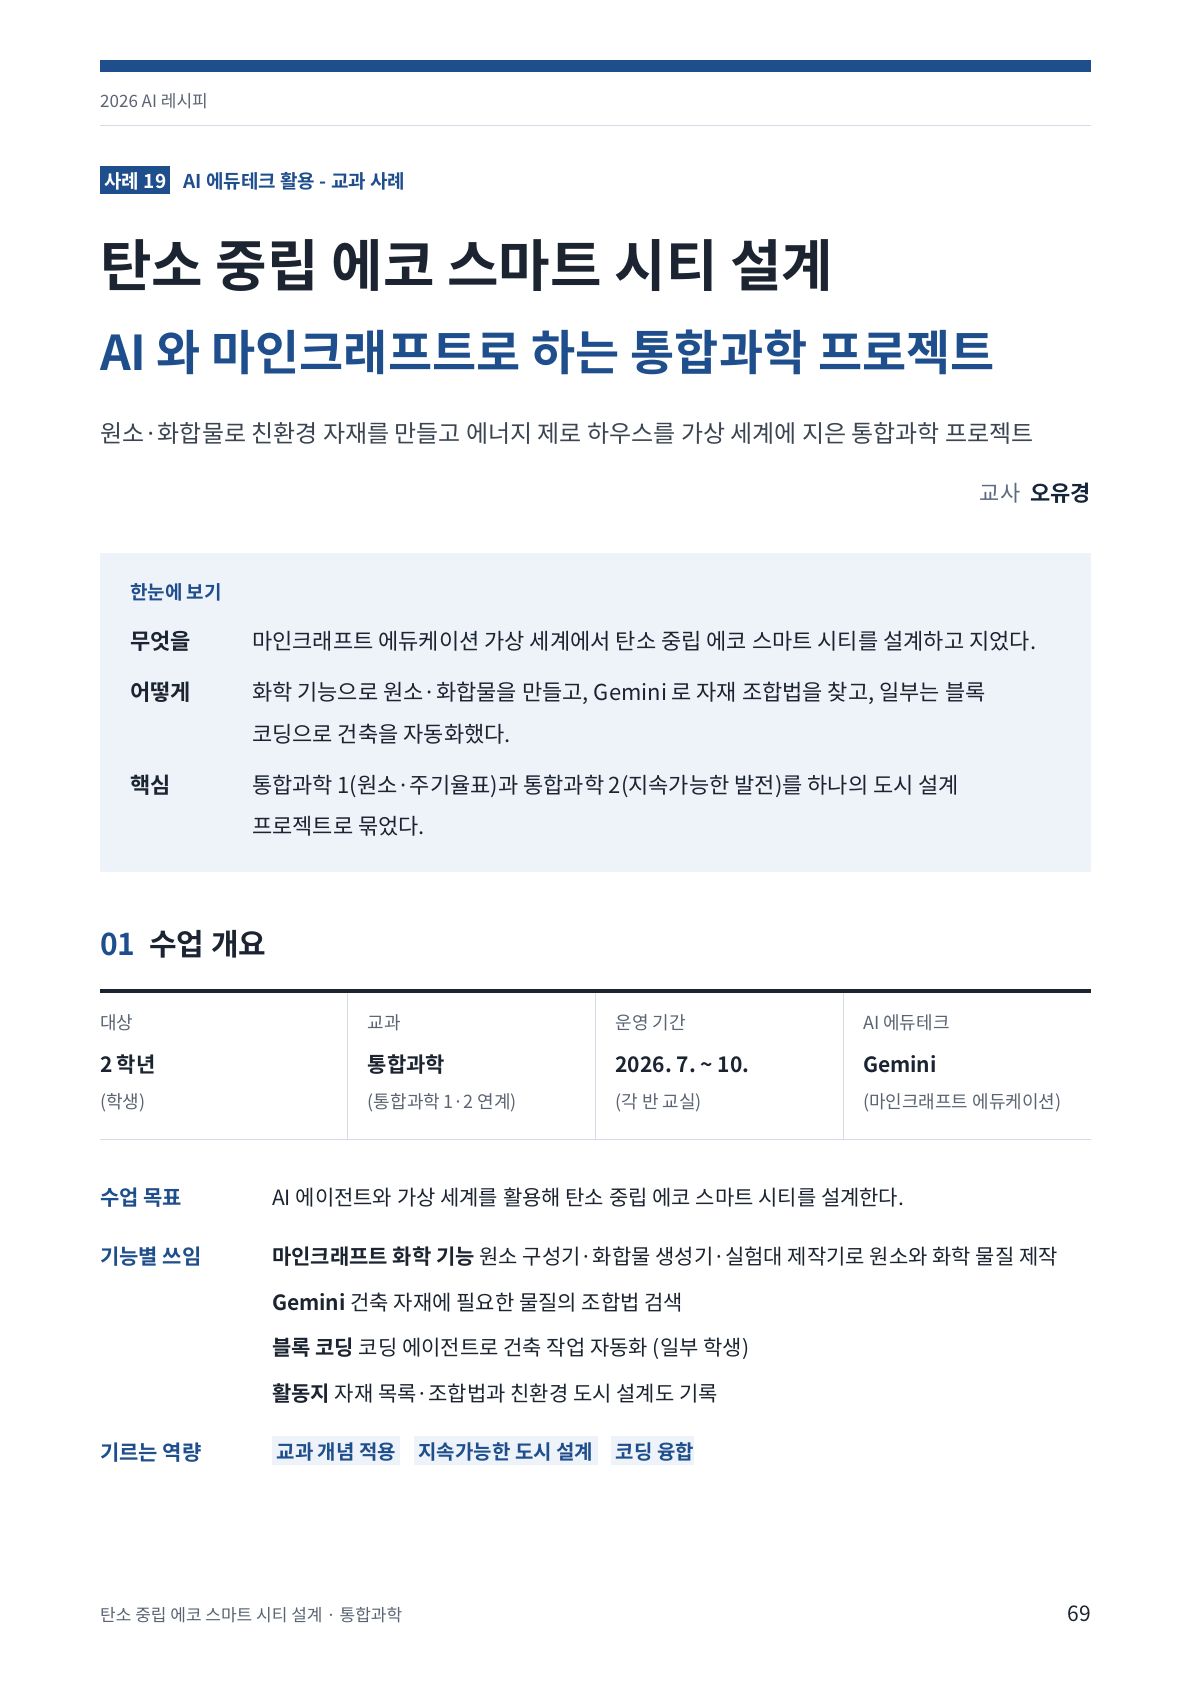 2026 AI 레시피
사례 19 AI 에듀테크 활용 - 교과 사례
탄소 중립 에코 스마트 시티 설계
AI 와 마인크래프트로 하는 통합과학 프로젝트
원소·화합물로 친환경 자재를 만들고 에너지 제로 하우스를 가상 세계에 지은 통합과학 프로젝트
교사 오유경
한눈에 보기
무엇을 마인크래프트 에듀케이션 가상 세계에서 탄소 중립 에코 스마트 시티를 설계하고 지었다.
어떻게 화학 기능으로 원소·화합물을 만들고, Gemini 로 자재 조합법을 찾고, 일부는 블록
코딩으로 건축을 자동화했다.
핵심 통합과학 1(원소·주기율표)과 통합과학 2(지속가능한 발전)를 하나의 도시 설계
프로젝트로 묶었다.
01 수업 개요
대상 교과 운영 기간 AI 에듀테크
2 학년 통합과학 2026. 7. ~ 10. Gemini
(학생) (통합과학 1·2 연계) (각 반 교실) (마인크래프트 에듀케이션)
수업 목표 AI 에이전트와 가상 세계를 활용해 탄소 중립 에코 스마트 시티를 설계한다.
기능별 쓰임 마인크래프트 화학 기능 원소 구성기·화합물 생성기·실험대 제작기로 원소와 화학 물질 제작
Gemini 건축 자재에 필요한 물질의 조합법 검색
블록 코딩 코딩 에이전트로 건축 작업 자동화 (일부 학생)
활동지 자재 목록·조합법과 친환경 도시 설계도 기록
기르는 역량 교과 개념 적용 지속가능한 도시 설계 코딩 융합
탄소 중립 에코 스마트 시티 설계 · 통합과학 69